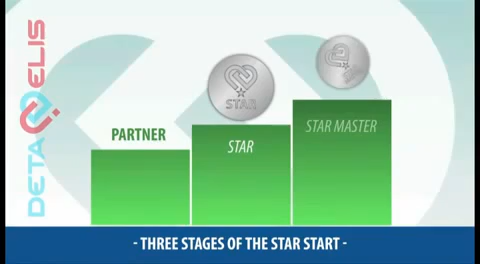 DETA ELIS
PARTNER
STAR
STAR
STAR MASTER
- THREE STAGES OF THE STAR START -